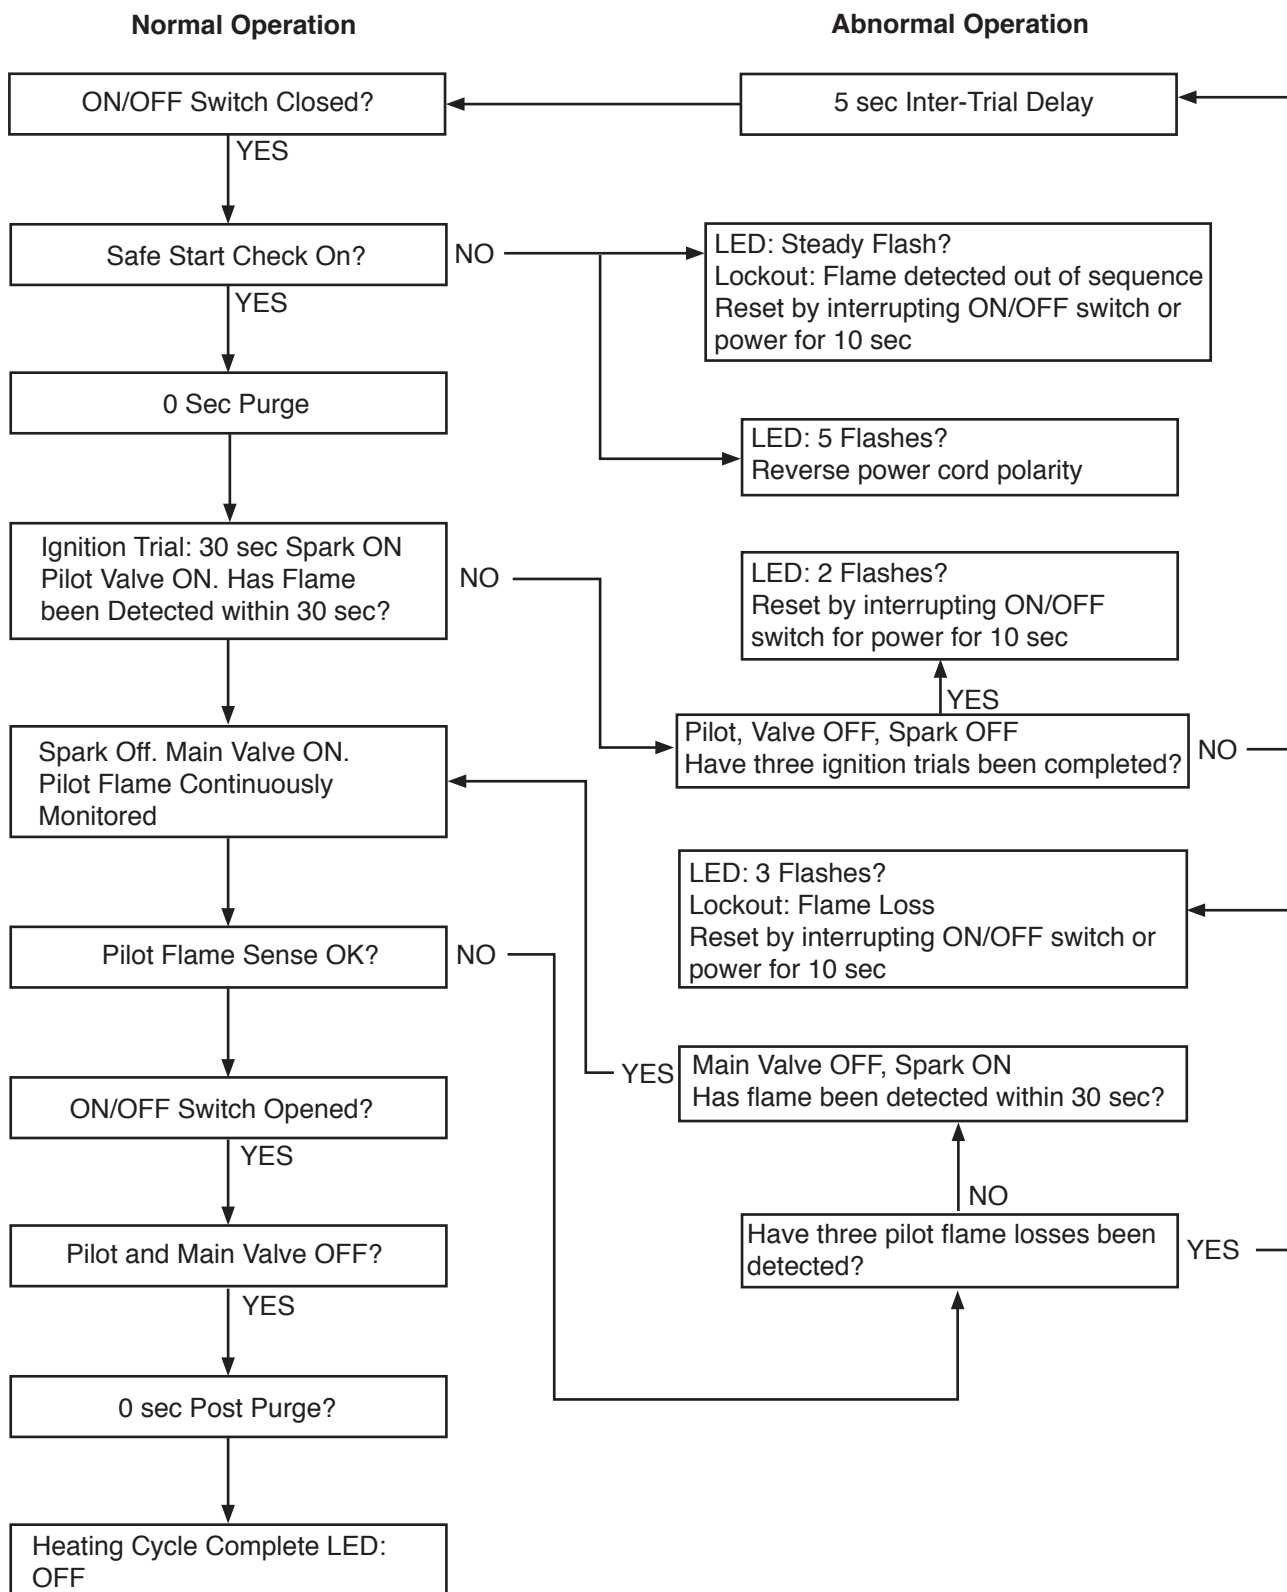 Normal Operation
Abnormal Operation
ON/OFF Switch Closed?
5 sec Inter-Trial Delay
YES
Safe Start Check On?
NO
LED: Steady Flash?
Lockout: Flame detected out of sequence
Reset by interrupting ON/OFF switch or
power for 10 sec
YES
0 Sec Purge
LED: 5 Flashes?
Reverse power cord polarity
Ignition Trial: 30 sec Spark ON
Pilot Valve ON. Has Flame
been Detected within 30 sec?
NO
LED: 2 Flashes?
Reset by interrupting ON/OFF
switch for power for 10 sec
YES
Pilot, Valve OFF, Spark OFF
Have three ignition trials been completed?
NO
Spark Off. Main Valve ON.
Pilot Flame Continuously
Monitored
LED: 3 Flashes?
Lockout: Flame Loss
Reset by interrupting ON/OFF switch or
power for 10 sec
Pilot Flame Sense OK?
NO
YES
Main Valve OFF, Spark ON
Has flame been detected within 30 sec?
ON/OFF Switch Opened?
YES
NO
Have three pilot flame losses been
detected?
YES
Pilot and Main Valve OFF?
YES
0 sec Post Purge?
Heating Cycle Complete LED:
OFF